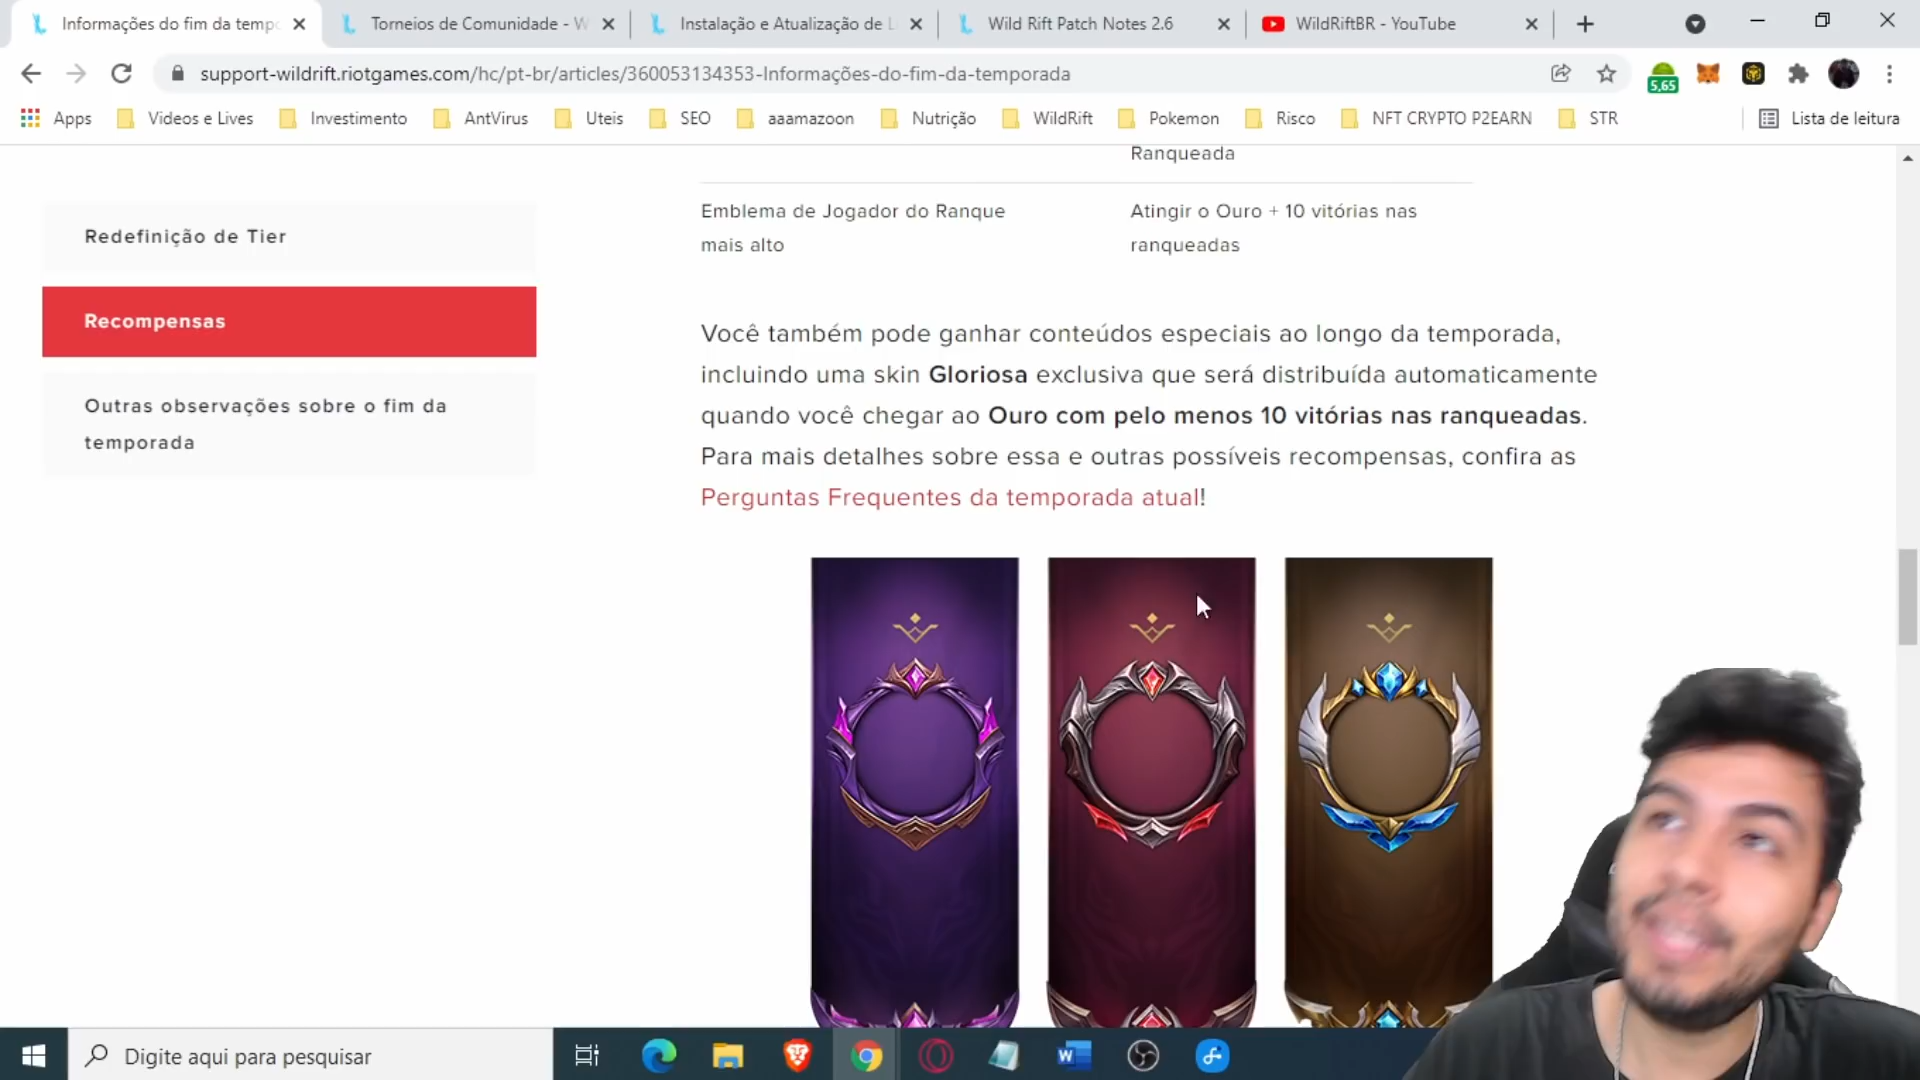 Informações do fim da temp
Torneios de Comunidade - W
Instalação e Atualização de L
Wild Rift Patch Notes 2.6
WildRiftBR - YouTube
support-wildrift.riotgames.com/hc/pt-br/articles/360053134353-Informações-do-fim-da-temporada
5,65
Apps
Videos e Lives
Investimento
AntVirus
Uteis
SEO
aaamazoon
Nutrição
WildRift
Pokemon
Risco
NFT CRYPTO P2EARN
STR
Lista de leitura
Redefinição de Tier
Recompensas
Outras observações sobre o fim da
temporada
Ranqueada
Emblema de Jogador do Ranque
mais alto
Atingir o Ouro + 10 vitórias nas
ranqueadas
Você também pode ganhar conteúdos especiais ao longo da temporada,
incluindo uma skin Gloriosa exclusiva que será distribuída automaticamente
quando você chegar ao Ouro com pelo menos 10 vitórias nas ranqueadas.
Para mais detalhes sobre essa e outras possíveis recompensas, confira as
Perguntas Frequentes da temporada atual!
Digite aqui para pesquisar